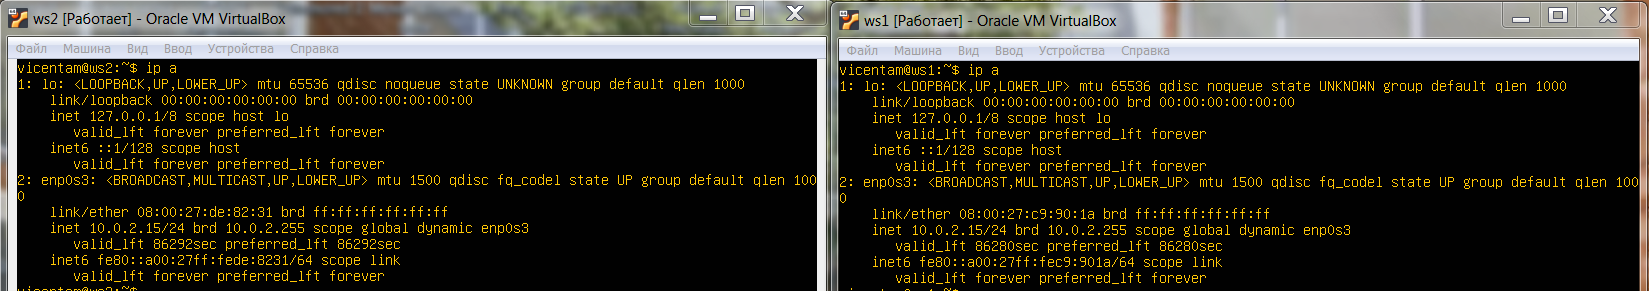 ws2 [Работает] - Oracle VM VirtualBox
Файл Машина Вид Ввод Устройства Справка
vicentam@ws2:~$ ip a
1: lo: <LOOPBACK,UP,LOWER_UP> mtu 65536 qdisc noqueue state UNKNOWN group default qlen 1000
link/loopback 00:00:00:00:00:00 brd 00:00:00:00:00:00
inet 127.0.0.1/8 scope host lo
valid_lft forever preferred_lft forever
inet6 ::1/128 scope host
valid_lft forever preferred_lft forever
2: enp0s3: <BROADCAST,MULTICAST,UP,LOWER_UP> mtu 1500 qdisc fq_codel state UP group default qlen 100
0
link/ether 08:00:27:de:82:31 brd ff:ff:ff:ff:ff:ff
inet 10.0.2.15/24 brd 10.0.2.255 scope global dynamic enp0s3
valid_lft 86292sec preferred_lft 86292sec
inet6 fe80::a00:27ff:fede:8231/64 scope link
valid_lft forever preferred_lft forever
vicentam@ws2:~$
ws1 [Работает] - Oracle VM VirtualBox
Файл Машина Вид Ввод Устройства Справка
vicentam@ws1:~$ ip a
1: lo: <LOOPBACK,UP,LOWER_UP> mtu 65536 qdisc noqueue state UNKNOWN group default qlen 1000
link/loopback 00:00:00:00:00:00 brd 00:00:00:00:00:00
inet 127.0.0.1/8 scope host lo
valid_lft forever preferred_lft forever
inet6 ::1/128 scope host
valid_lft forever preferred_lft forever
2: enp0s3: <BROADCAST,MULTICAST,UP,LOWER_UP> mtu 1500 qdisc fq_codel state UP group default qlen 100
0
link/ether 08:00:27:c9:90:1a brd ff:ff:ff:ff:ff:ff
inet 10.0.2.15/24 brd 10.0.2.255 scope global dynamic enp0s3
valid_lft 86280sec preferred_lft 86280sec
inet6 fe80::a00:27ff:fec9:901a/64 scope link
valid_lft forever preferred_lft forever